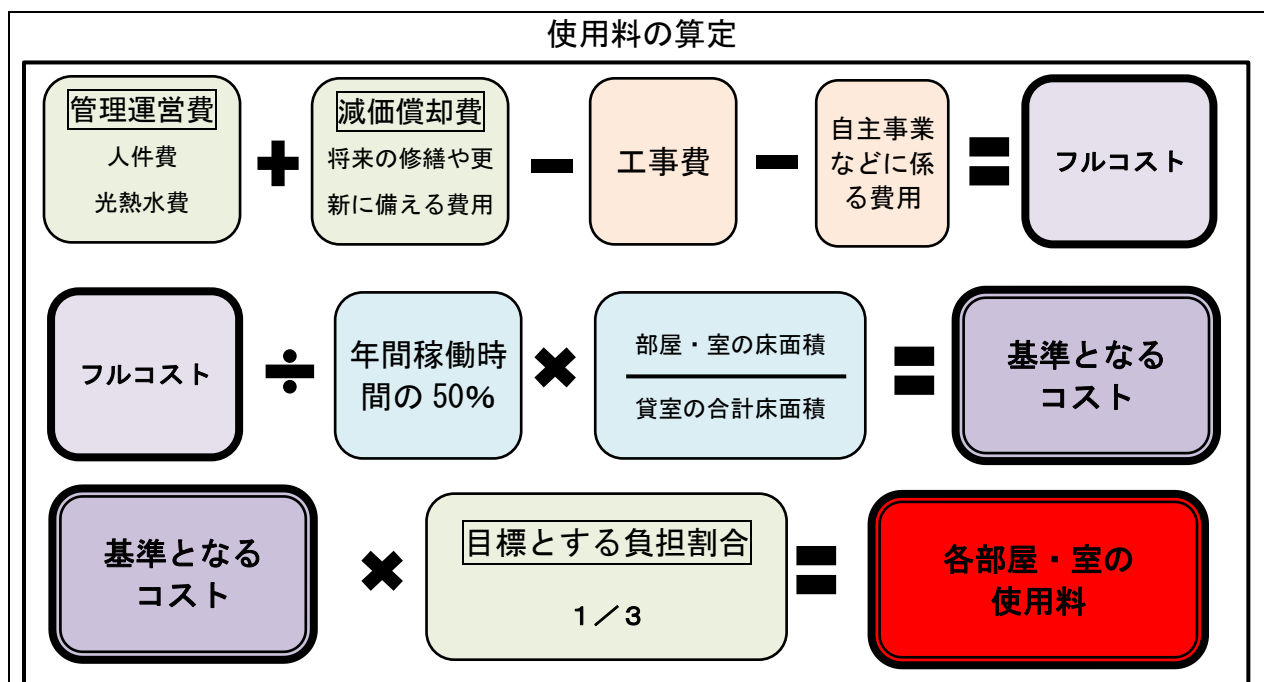 使用料の算定
管理運営費
人件費
光熱水費
＋
減価償却費
将来の修繕や更
新に備える費用
－
工事費
－
自主事業
などに係
る費用
＝
フルコスト
フルコスト
÷
年間稼働時
間の 50%
×
部屋・室の床面積
貸室の合計床面積
＝
基準となる
コスト
基準となる
コスト
×
目標とする負担割合
１／３
＝
各部屋・室の
使用料